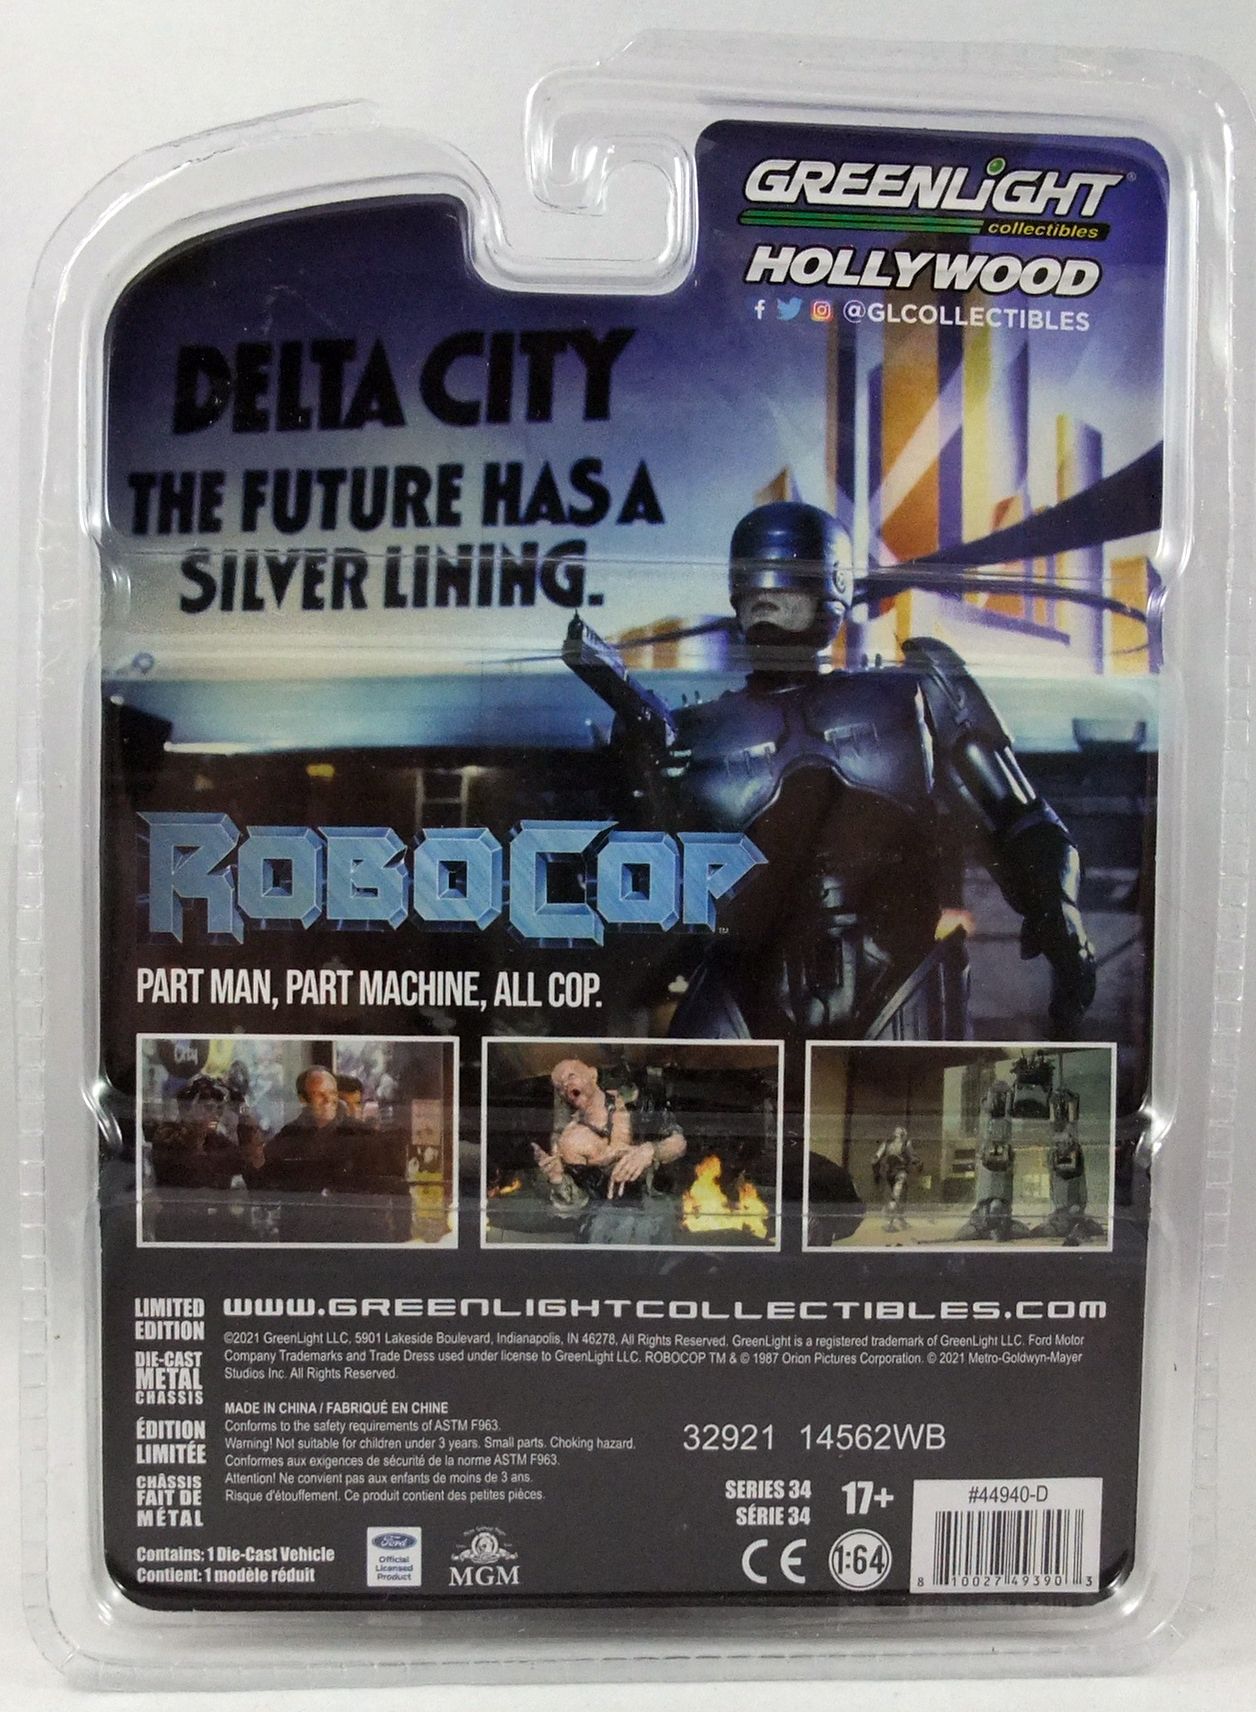 GREENLiGHT®
collectibles
HOLLYWOOD
@GLCOLLECTIBLES
DELTA CITY
THE FUTURE HAS A
SILVER LINING.
ROBOCOP™
PART MAN, PART MACHINE, ALL COP.
City
LIMITED
EDITION
DIE-CAST
METAL
CHASSIS
ÉDITION
LIMITÉE
CHÂSSIS
FAIT DE
MÉTAL
WWW.GREENLIGHTCOLLECTIBLES.COM
©2021 GreenLight LLC, 5901 Lakeside Boulevard, Indianapolis, IN 46278, All Rights Reserved. GreenLight is a registered trademark of GreenLight LLC. Ford Motor
Company Trademarks and Trade Dress used under license to GreenLight LLC. ROBOCOP TM & © 1987 Orion Pictures Corporation. © 2021 Metro-Goldwyn-Mayer
Studios Inc. All Rights Reserved.
MADE IN CHINA / FABRIQUÉ EN CHINE
Conforms to the safety requirements of ASTM F963.
Warning! Not suitable for children under 3 years. Small parts. Choking hazard.
Conformes aux exigences de sécurité de la norme ASTM F963.
Attention! Ne convient pas aux enfants de moins de 3 ans.
Risque d'étouffement. Ce produit contient des petites pièces.
32921 14562WB
SERIES 34
SÉRIE 34
17+
#44940-D
Contains: 1 Die-Cast Vehicle
Contient: 1 modèle réduit
Ford
Official
Licensed
Product
MGM
CE
1:64
8 10027 49390 3